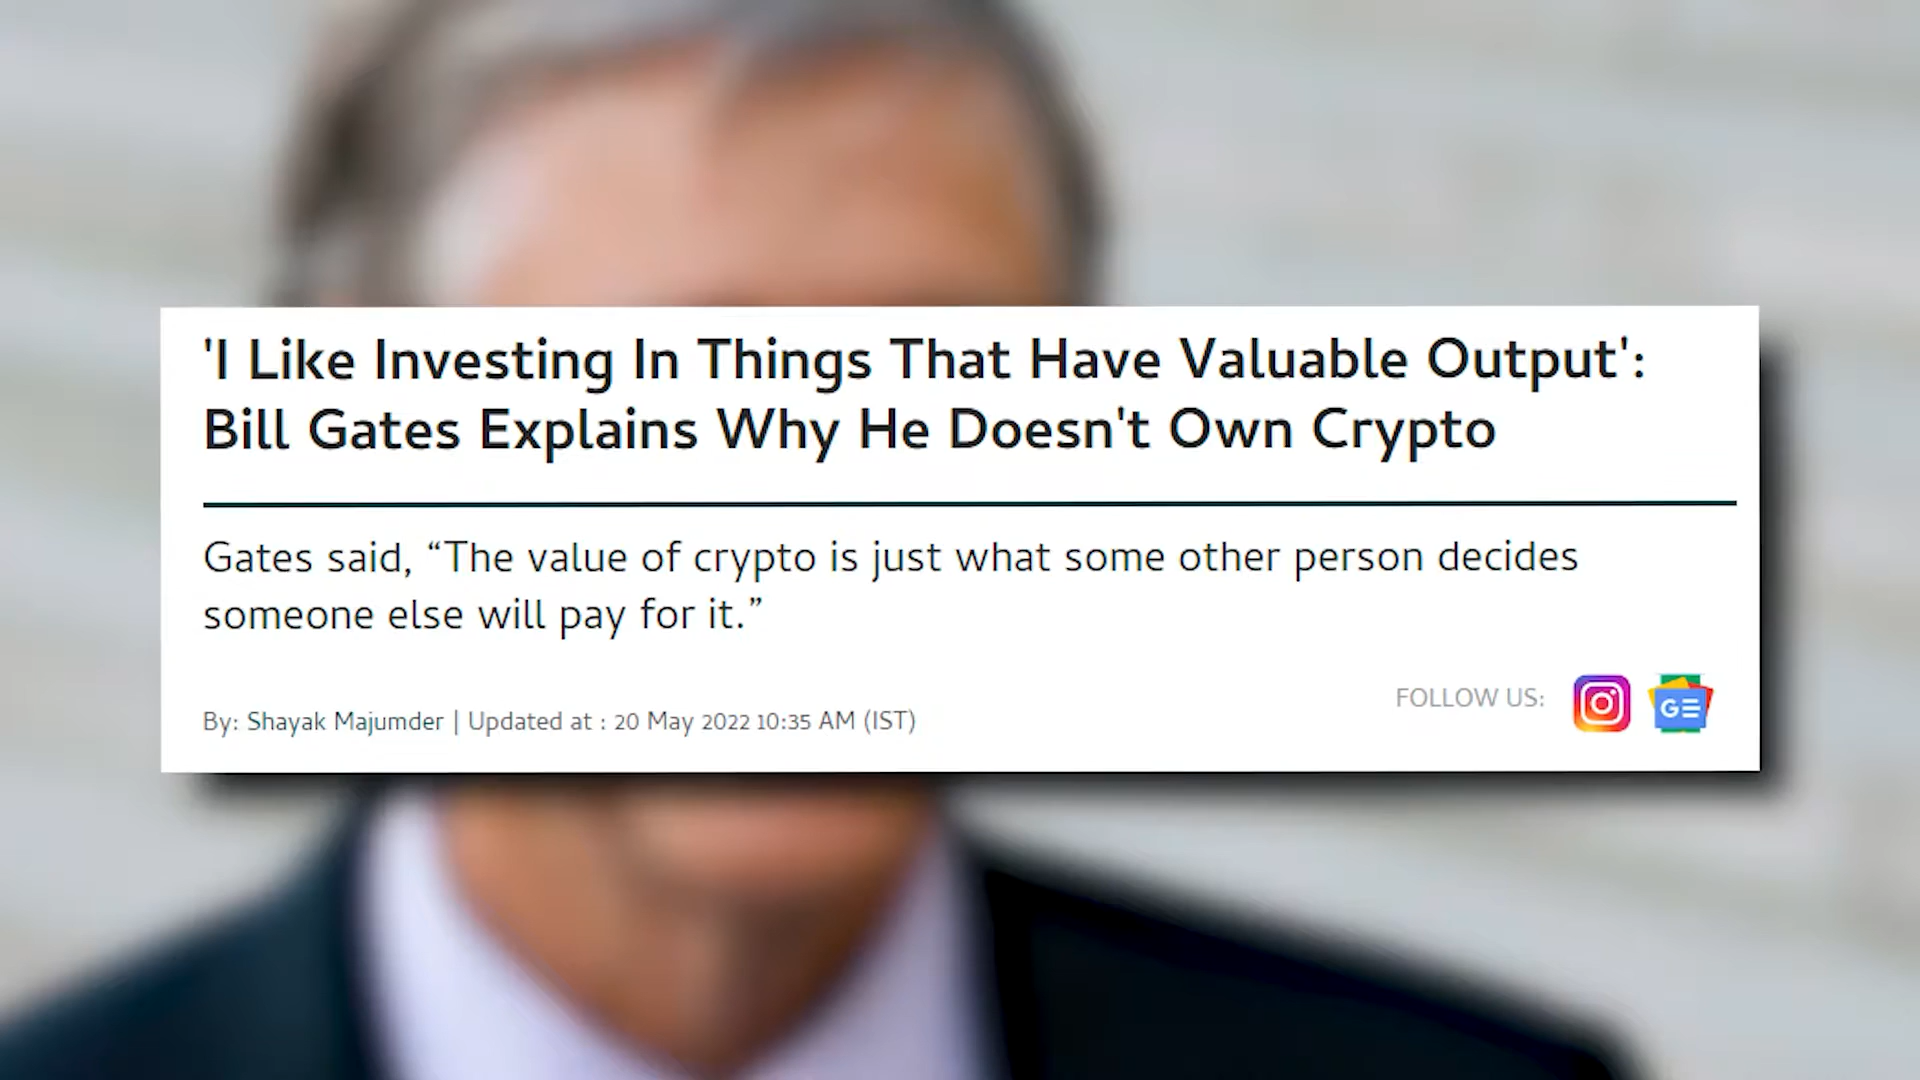 'I Like Investing In Things That Have Valuable Output':
Bill Gates Explains Why He Doesn't Own Crypto
Gates said, “The value of crypto is just what some other person decides
someone else will pay for it.”
FOLLOW US:
GE
By: Shayak Majumder | Updated at : 20 May 2022 10:35 AM (IST)